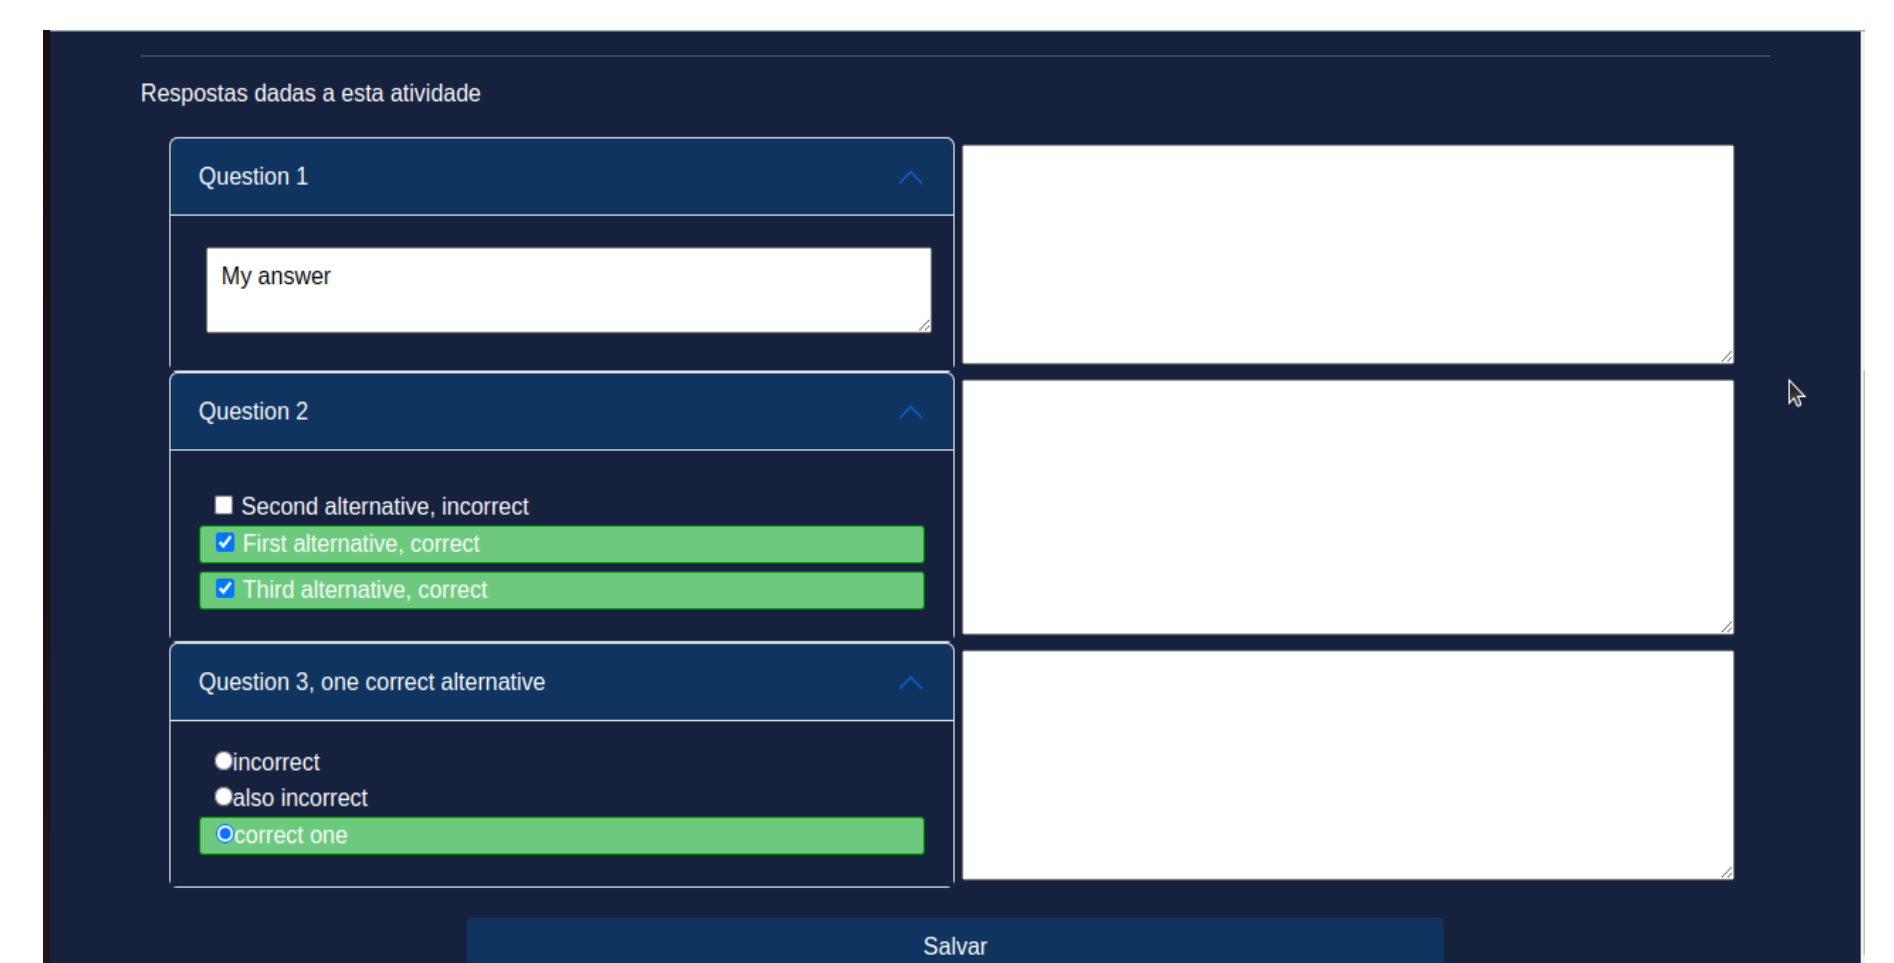 Respostas dadas a esta atividade
Question 1
My answer
Question 2
Second alternative, incorrect
First alternative, correct
Third alternative, correct
Question 3, one correct alternative
incorrect
also incorrect
correct one
Salvar